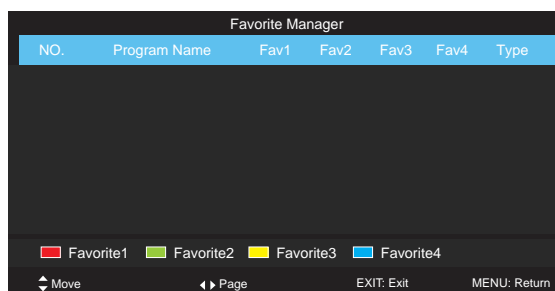 Favorite Manager
NO. Program Name Fav1 Fav2 Fav3 Fav4 Type
Favorite1 Favorite2 Favorite3 Favorite4
Move Page EXIT: Exit MENU: Return